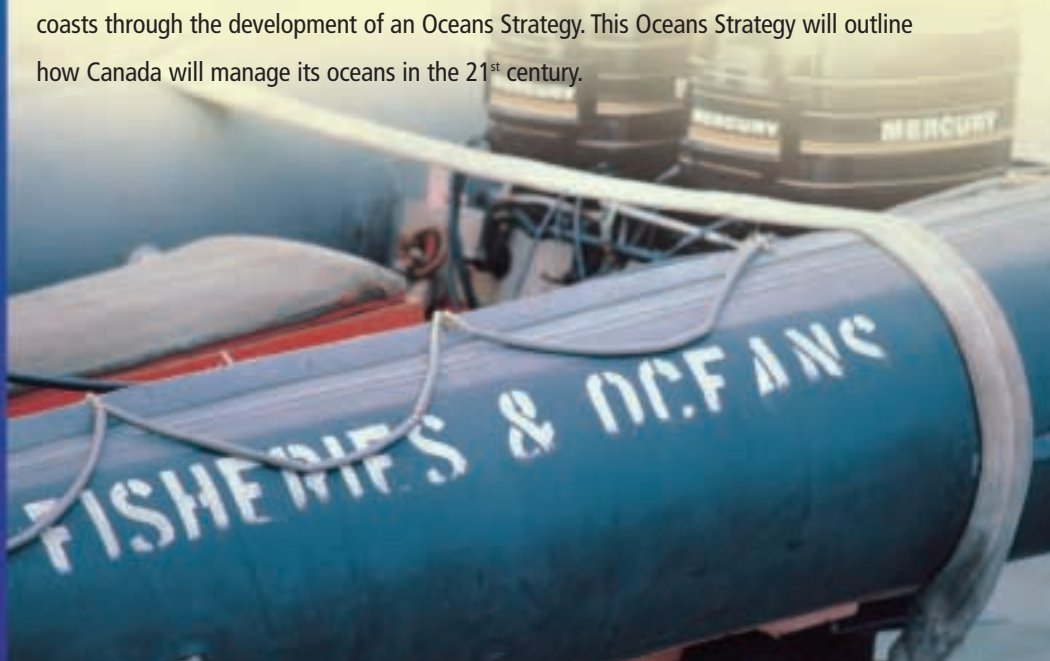 coasts through the development of an Oceans Strategy. This Oceans Strategy will outline
how Canada will manage its oceans in the 21st century.
MERCURY
MERCURY
FISHERIES & OCEANS